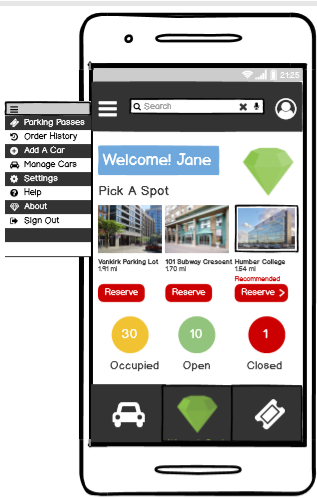 21:25
Search
Parking Passes
Order History
Add A Car
Manage Cars
Settings
Help
About
Sign Out
Welcome! Jane
Pick A Spot
Vankirk Parking Lot
1.91 mi
101 Subway Crescent
1.70 mi
Humber College
1.54 mi
Recommended
Reserve
Reserve
Reserve
30
10
1
Occupied
Open
Closed